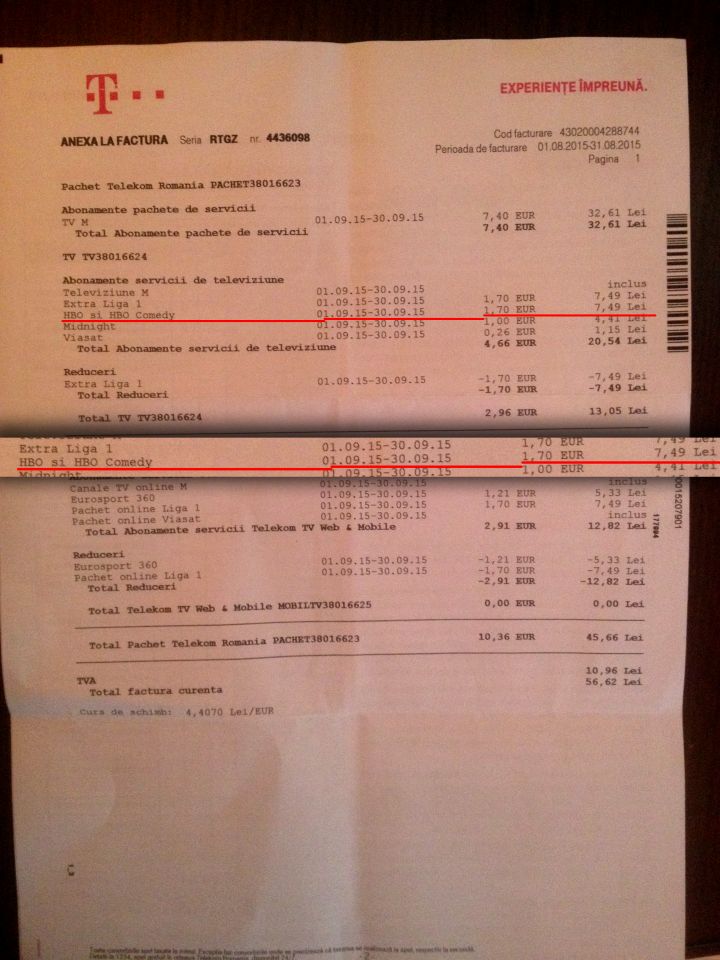 T
EXPERIENȚE ÎMPREUNĂ.
ANEXA LA FACTURA Seria RTGZ nr. 4436098
Cod facturare 43020004288744
Perioada de facturare 01.08.2015-31.08.2015
Pagina 1
Pachet Telekom Romania PACHET38016623
Abonamente pachete de servicii
TV M 01.09.15-30.09.15 7,40 EUR 32,61 Lei
Total Abonamente pachete de servicii 7,40 EUR 32,61 Lei
TV TV38016624
Abonamente servicii de televiziune
Televiziune M 01.09.15-30.09.15 inclus
Extra Liga 1 01.09.15-30.09.15 1,70 EUR 7,49 Lei
HBO si HBO Comedy 01.09.15-30.09.15 1,70 EUR 7,49 Lei
Midnight 01.09.15-30.09.15 1,00 EUR 4,41 Lei
Viasat 01.09.15-30.09.15 0,26 EUR 1,15 Lei
Total Abonamente servicii de televiziune 4,66 EUR 20,54 Lei
Reduceri
Extra Liga 1 01.09.15-30.09.15 -1,70 EUR -7,49 Lei
Total Reduceri -1,70 EUR -7,49 Lei
Total TV TV38016624 2,96 EUR 13,05 Lei
Extra Liga 1 01.09.15-30.09.15 1,70 EUR 7,49 Lei
HBO si HBO Comedy 01.09.15-30.09.15 1,70 EUR 7,49 Lei
Midnight 01.09.15-30.09.15 1,00 EUR 4,41 Lei
Canale TV online M 01.09.15-30.09.15 inclus
Eurosport 360 01.09.15-30.09.15 1,21 EUR 5,33 Lei
Pachet online Liga 1 01.09.15-30.09.15 1,70 EUR 7,49 Lei
Pachet online Viasat 01.09.15-30.09.15 inclus
Total Abonamente servicii Telekom TV Web & Mobile 2,91 EUR 12,82 Lei
Reduceri
Eurosport 360 01.09.15-30.09.15 -1,21 EUR -5,33 Lei
Pachet online Liga 1 01.09.15-30.09.15 -1,70 EUR -7,49 Lei
Total Reduceri -2,91 EUR -12,82 Lei
Total Telekom TV Web & Mobile MOBILTV38016625 0,00 EUR 0,00 Lei
Total Pachet Telekom Romania PACHET38016623 10,36 EUR 45,66 Lei
TVA 10,96 Lei
Total factura curenta 56,62 Lei
Curs de schimb: 4,4070 Lei/EUR
177804